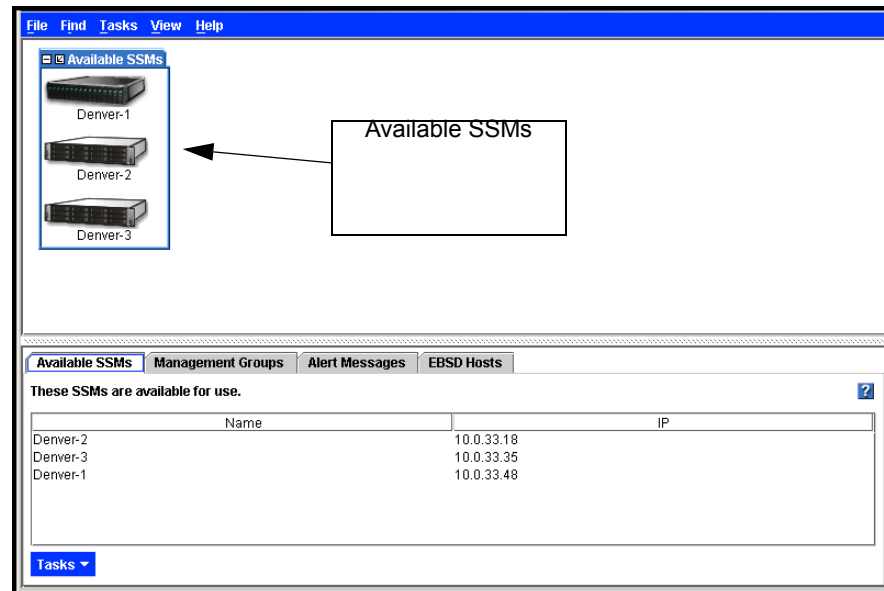 File Find Tasks View Help
Available SSMs
Denver-1
Denver-2
Denver-3
Available SSMs
Available SSMs Management Groups Alert Messages EBSD Hosts
These SSMs are available for use.
?
Name IP
Denver-2 10.0.33.18
Denver-3 10.0.33.35
Denver-1 10.0.33.48
Tasks